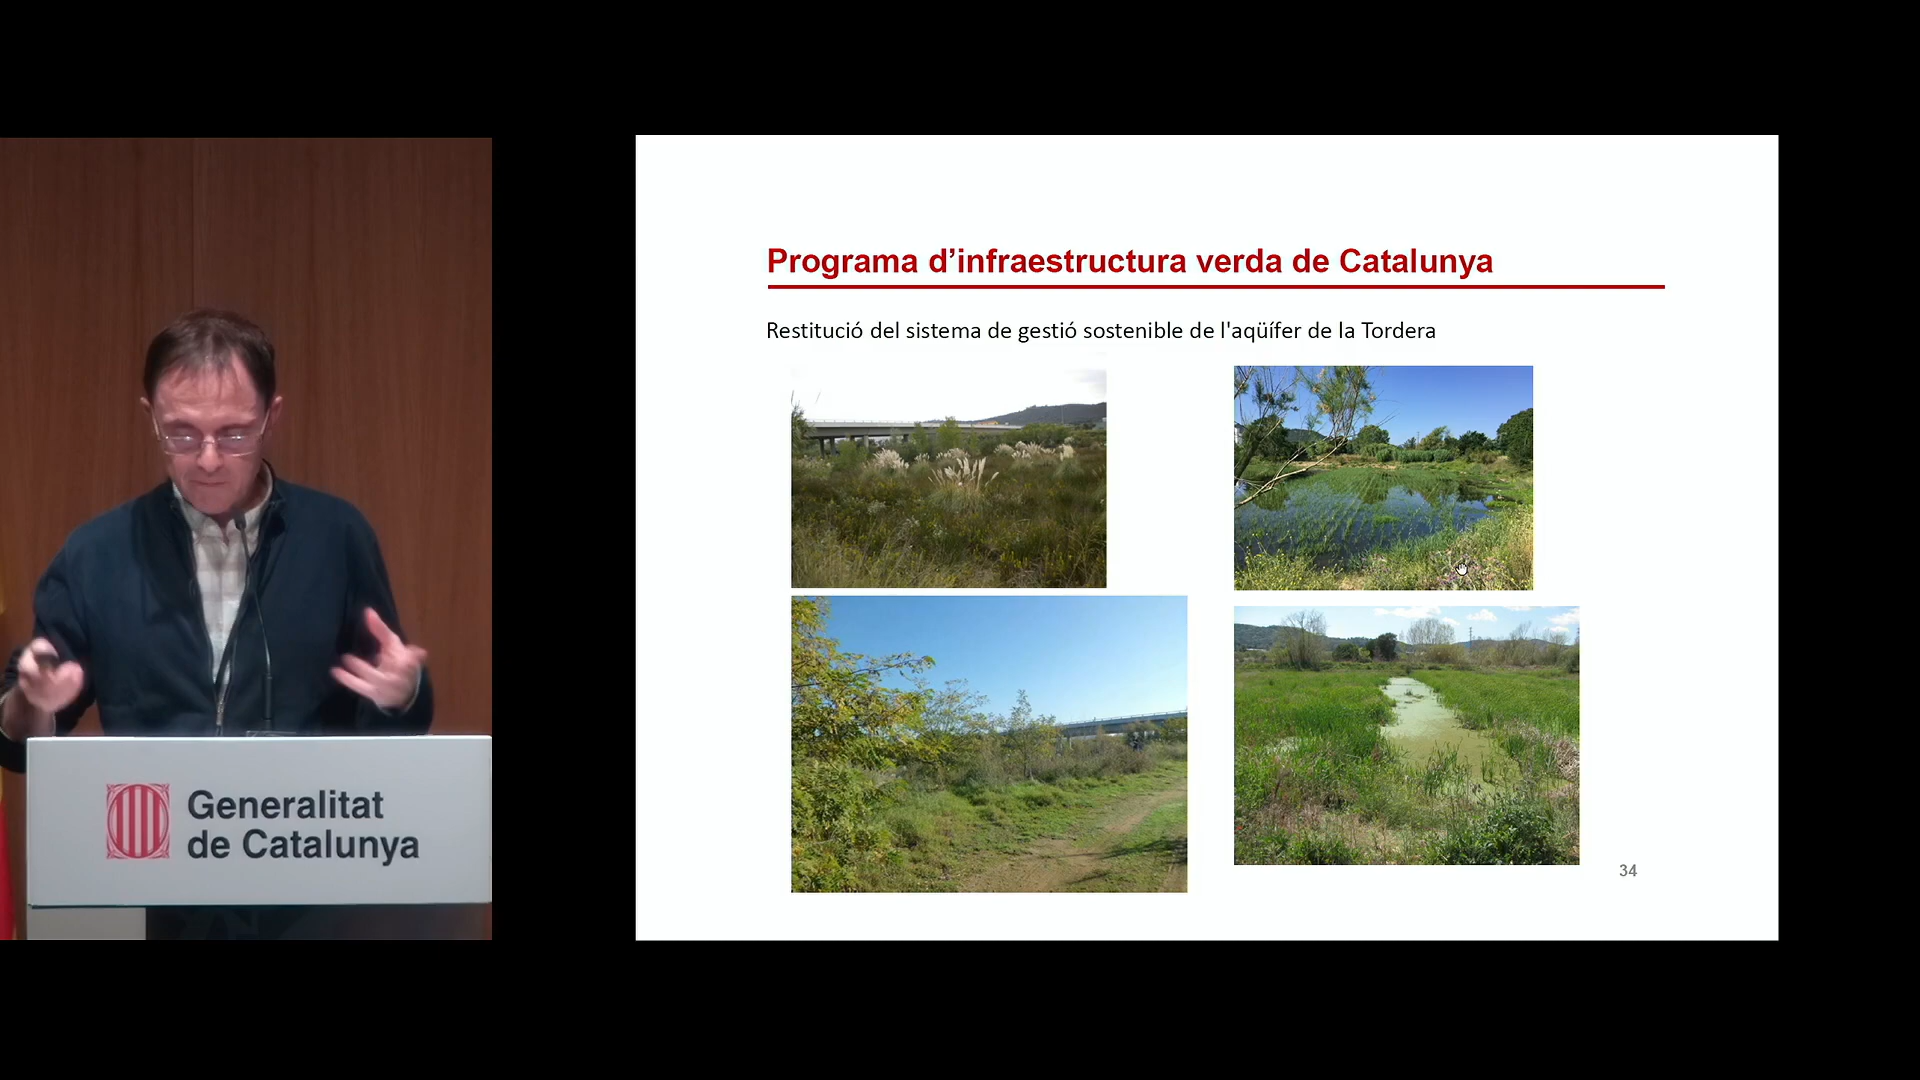 Programa d’infraestructura verda de Catalunya
Restitució del sistema de gestió sostenible de l'aqüífer de la Tordera
34
Generalitat
de Catalunya